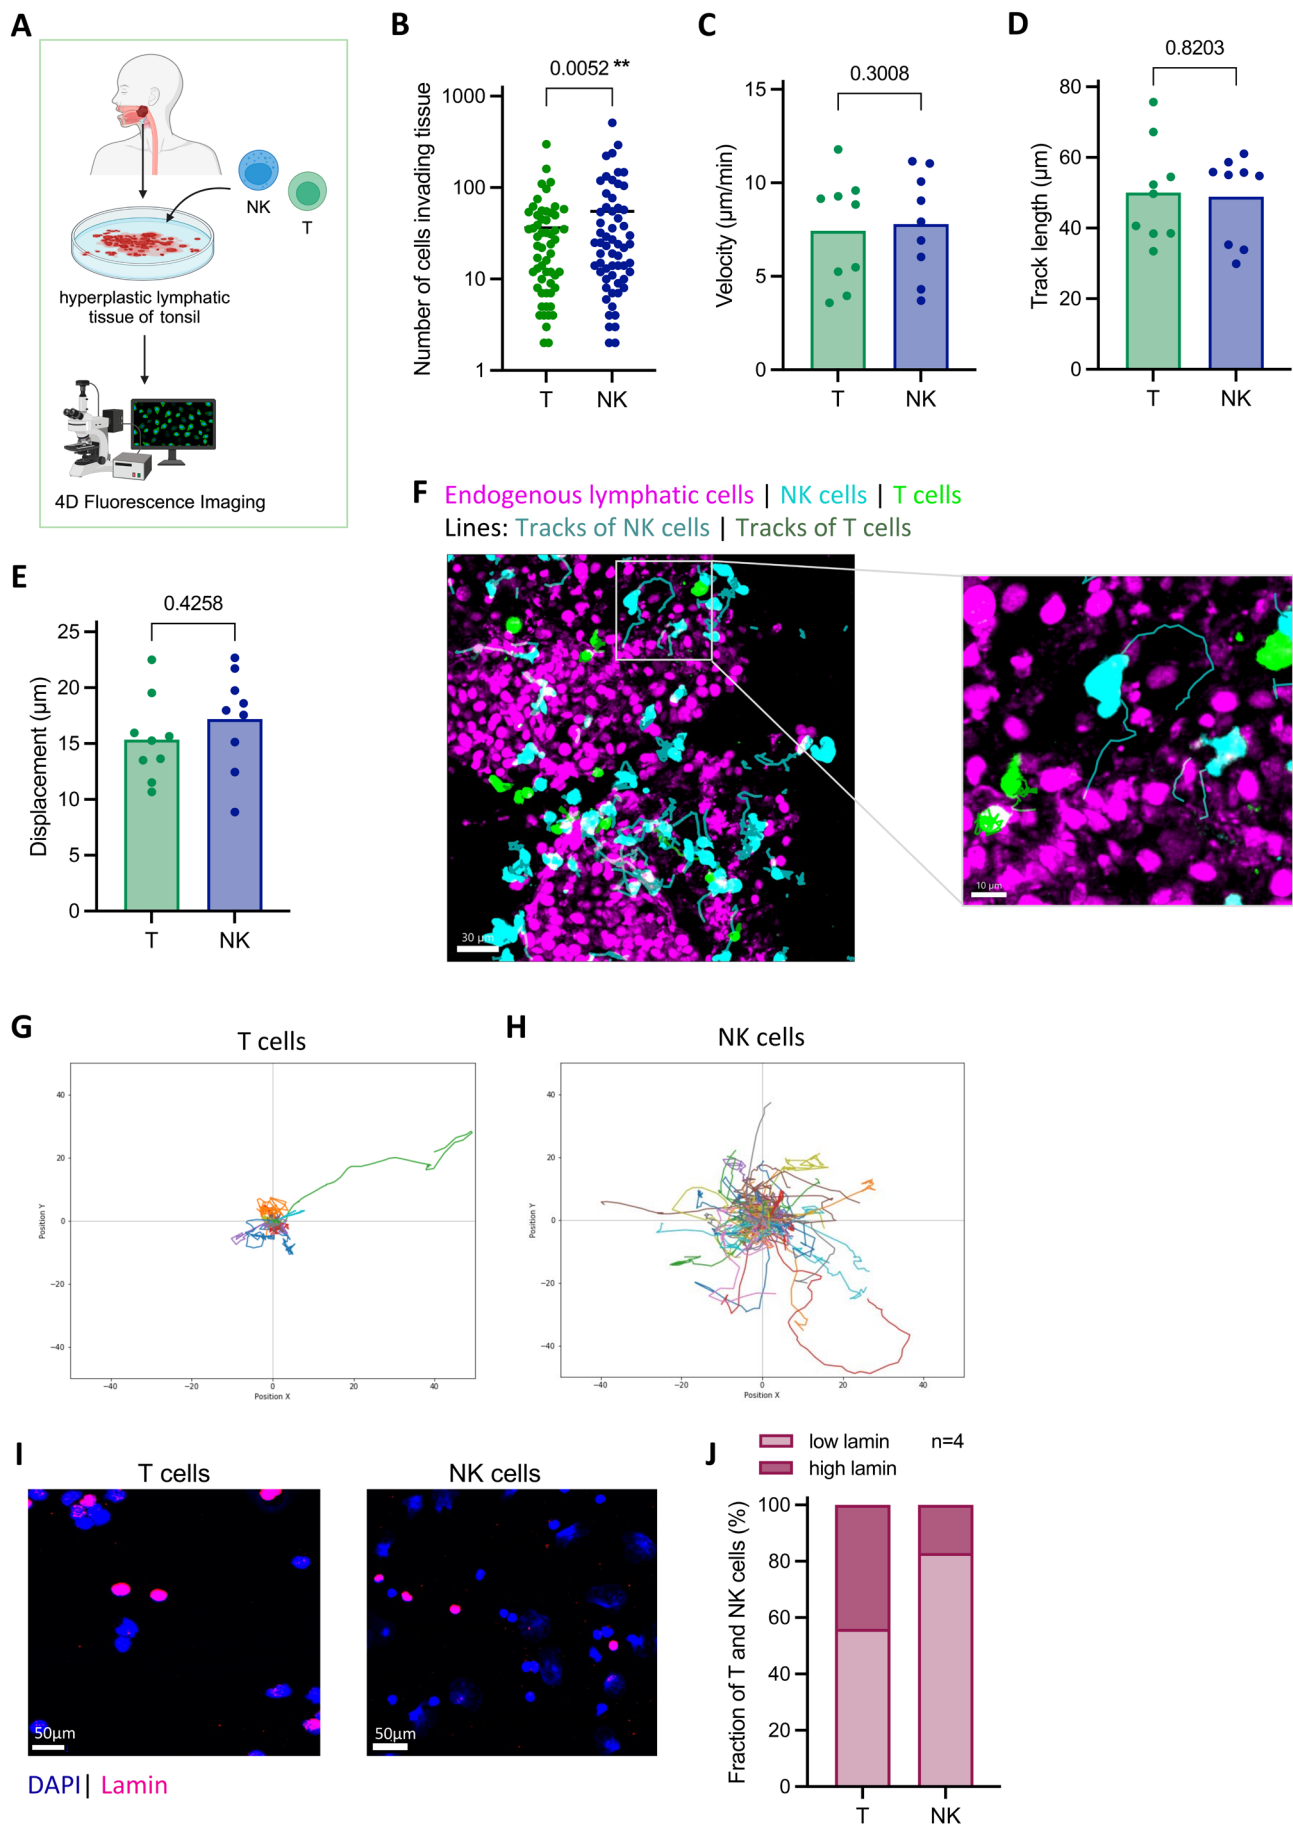 A
NK
T
hyperplastic lymphatic
tissue of tonsil
4D Fluorescence Imaging
B
0.0052 **
Number of cells invading tissue
1000
100
10
1
T NK
C
0.3008
Velocity (µm/min)
15
10
5
0
T NK
D
0.8203
Track length (µm)
80
60
40
20
0
T NK
E
0.4258
Displacement (µm)
25
20
15
10
5
0
T NK
F
Endogenous lymphatic cells | NK cells | T cells
Lines: Tracks of NK cells | Tracks of T cells
30 µm
10 µm
G
T cells
Position Y
40
20
0
−20
−40
−40 −20 0 20 40
Position X
H
NK cells
Position Y
40
20
0
−20
−40
−40 −20 0 20 40
Position X
I
T cells
50µm
NK cells
50µm
DAPI| Lamin
J
low lamin n=4
high lamin
Fraction of T and NK cells (%)
100
80
60
40
20
0
T NK